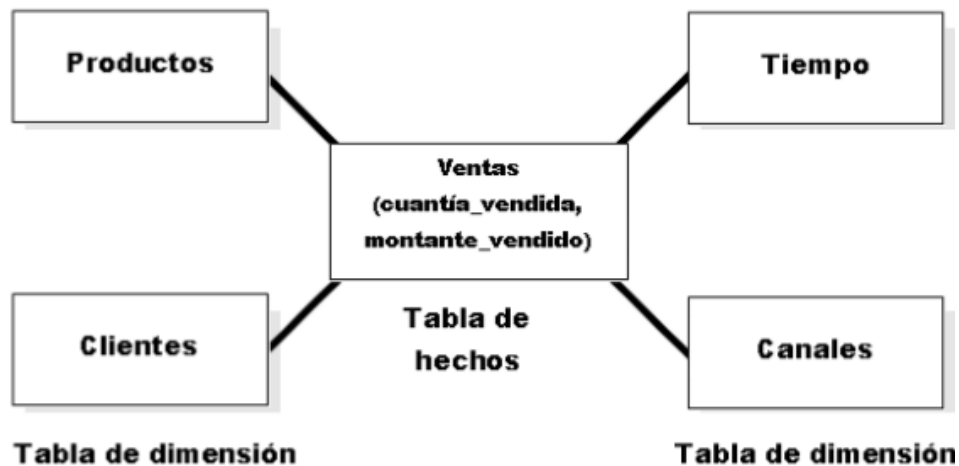 Productos
Tiempo
Ventas
(cuantía_vendida,
montante_vendido)
Clientes
Tabla de
hechos
Canales
Tabla de dimensión
Tabla de dimensión